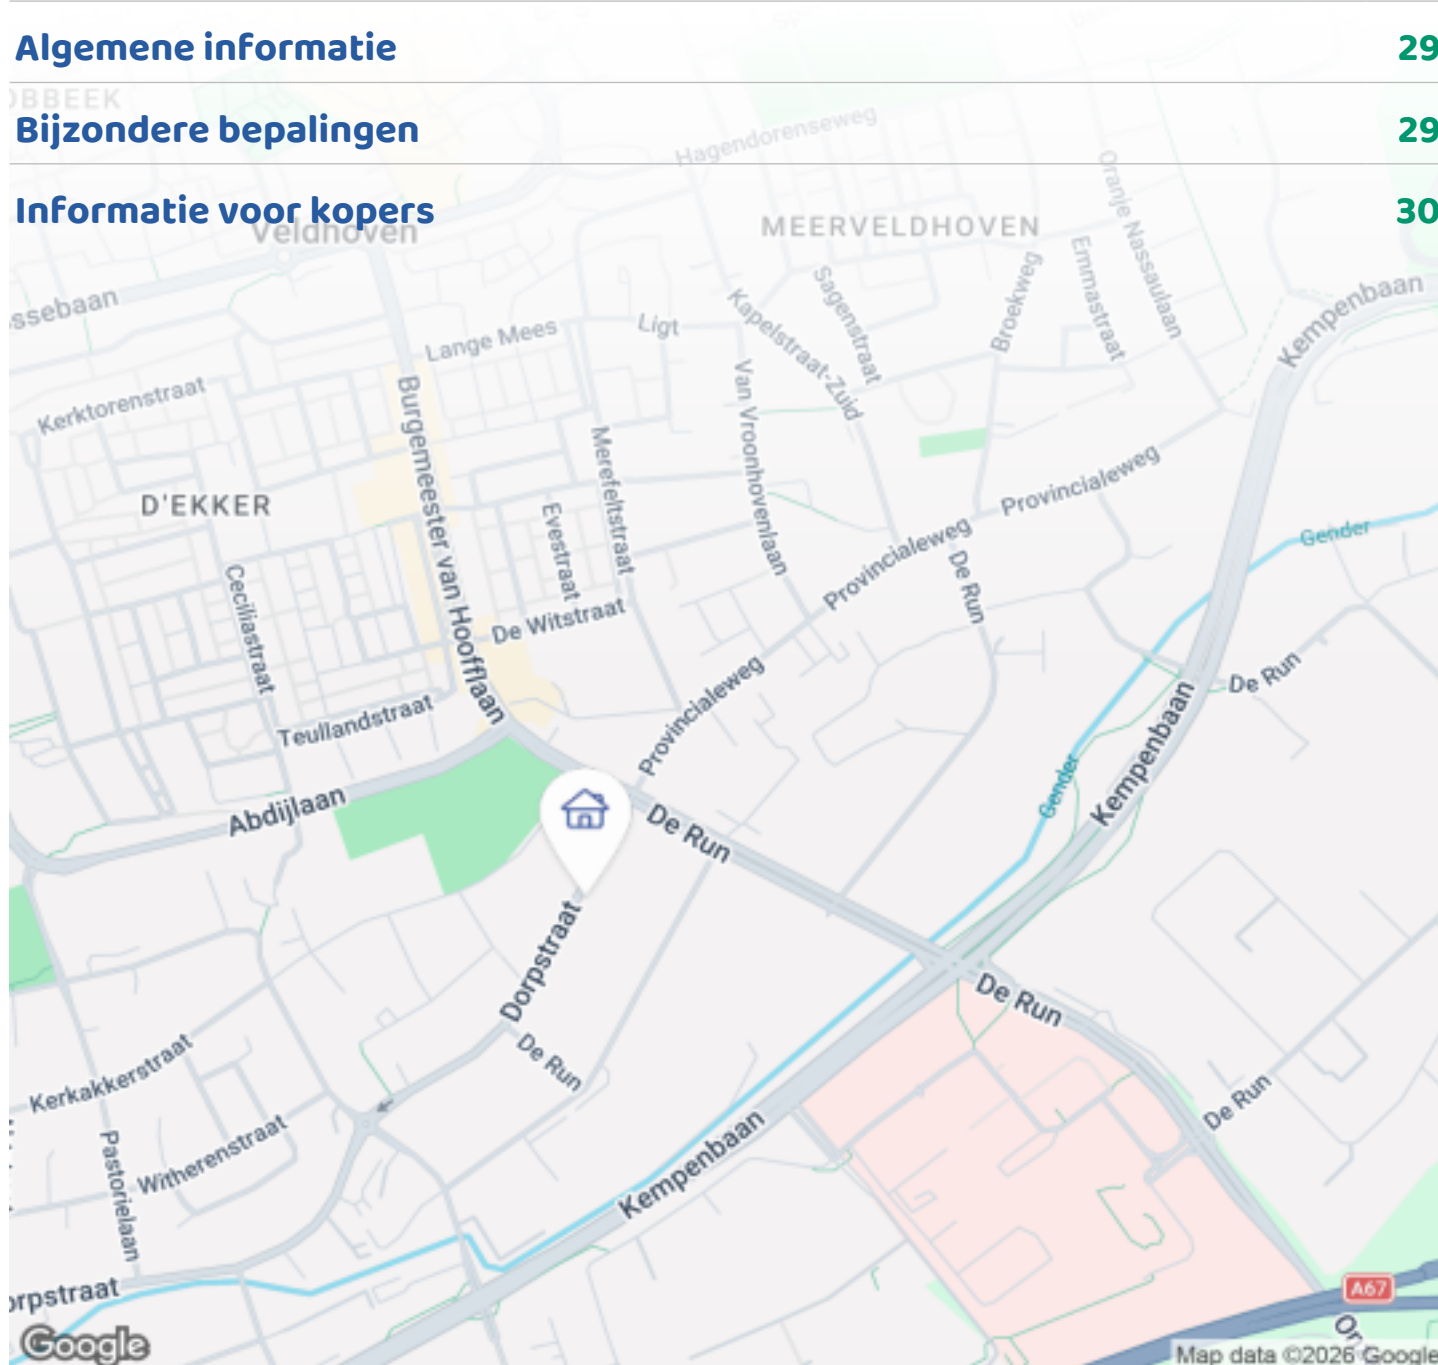 Algemene informatie 29
OBBEEK
Bijzondere bepalingen 29
Hagendorenseweg
Informatie voor kopers 30
Veldhoven
MEERVELDHOVEN
Oranje Nassaulaan
Emmastraat
Broekweg
Sagenstraat
Kempenbaan
ssebaan
Kapelstraat-Zuid
Ligt
Lange Mees
Kerktorenstraat
Burgemeester van Hoofflaan
Van Vroonhovenlaan
Merefeltstraat
Provincialeweg
D'EKKER
Evestraat
Provincialeweg
Gender
Ceciliastraat
De Run
De Witstraat
De Run
Provincialeweg
Teullandstraat
Kempenbaan
Gender
Abdijlaan
De Run
Dorpstraat
De Run
De Run
Kerkakkerstraat
De Run
Witherenstraat
Pastorielaan
Kempenbaan
orpstraat
A67
Google
Map data ©2026 Google